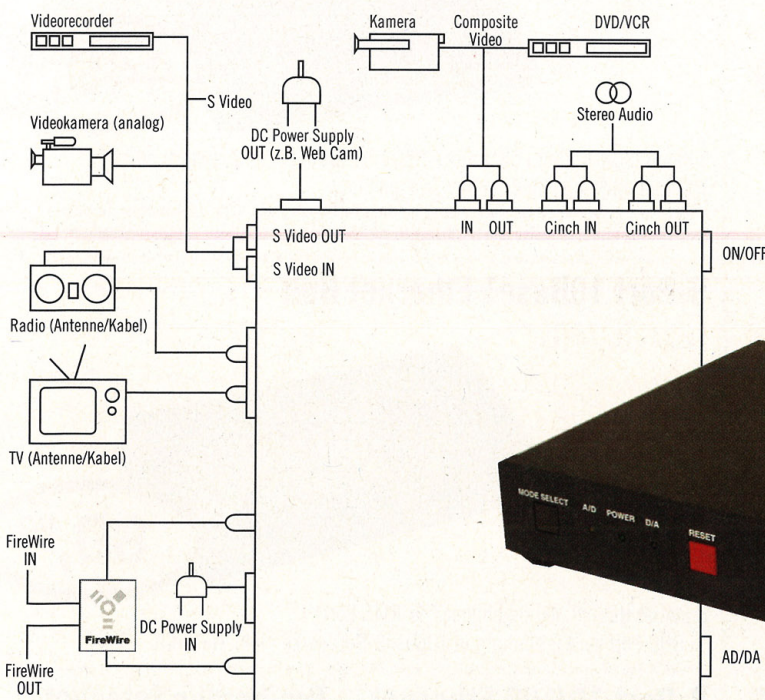 Videorecorder
S Video
Videokamera (analog)
DC Power Supply
OUT (z.B. Web Cam)
Kamera
Composite
Video
DVD/VCR
Stereo Audio
IN
OUT
Cinch IN
Cinch OUT
S Video OUT
S Video IN
ON/OFF
Radio (Antenne/Kabel)
TV (Antenne/Kabel)
MODE SELECT
A/D
POWER
D/A
RESET
FireWire
IN
FireWire
DC Power Supply
IN
FireWire
OUT
AD/DA